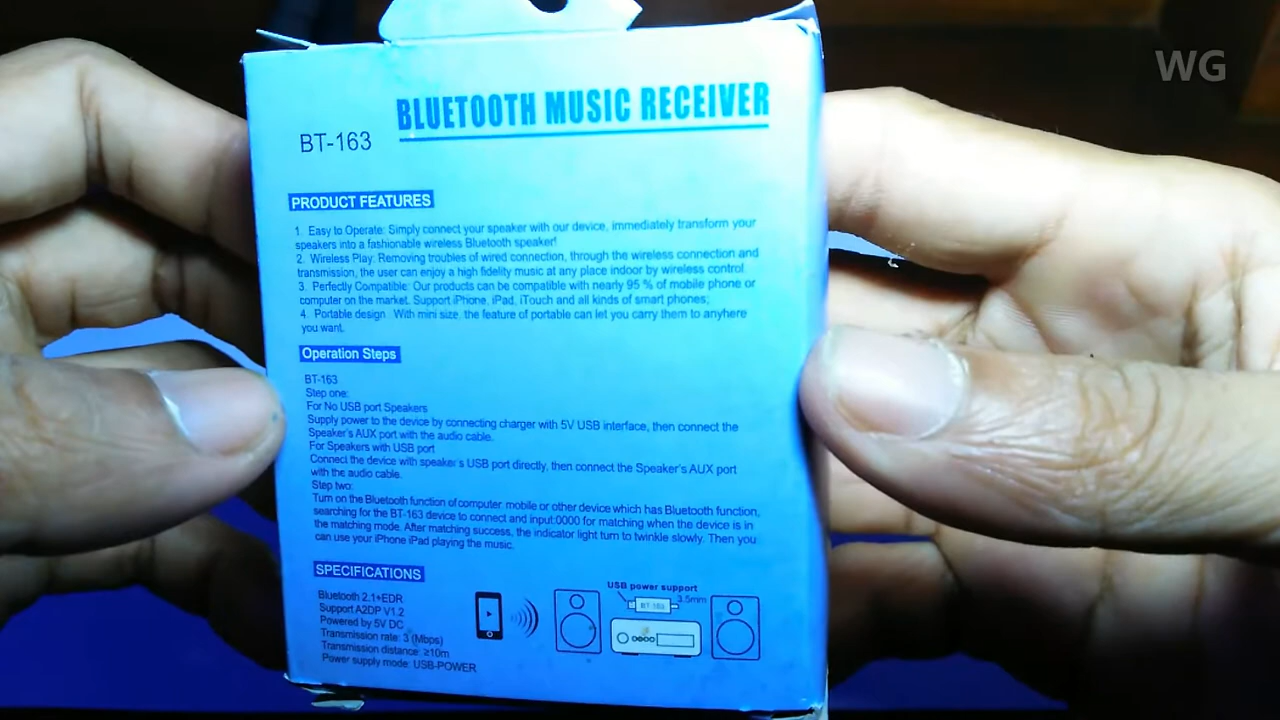 WG
BLUETOOTH MUSIC RECEIVER
BT-163
PRODUCT FEATURES
1. Easy to Operate: Simply connect your speaker with our device, immediately transform your
speakers into a fashionable wireless Bluetooth speaker!
2. Wireless Play: Removing troubles of wired connection, through the wireless connection and
transmission, the user can enjoy a high fidelity music at any place indoor by wireless control.
3. Perfectly Compatible: Our products can be compatible with nearly 95 % of mobile phone or
computer on the market. Support iPhone, iPad, iTouch and all kinds of smart phones;
4. Portable design : With mini size, the feature of portable can let you carry them to anyhere
you want.
Operation Steps
BT-163
Step one:
For No USB port Speakers
Supply power to the device by connecting charger with 5V USB interface, then connect the
Speaker's AUX port with the audio cable.
For Speakers with USB port
Connect the device with speaker's USB port directly, then connect the Speaker's AUX port
with the audio cable.
Step two:
Turn on the Bluetooth function of computer mobile or other device which has Bluetooth function,
searching for the BT-163 device to connect and input:0000 for matching when the device is in
the matching mode. After matching success, the indicator light turn to twinkle slowly. Then you
can use your iPhone iPad playing the music.
SPECIFICATIONS
Bluetooth 2.1+EDR
Support A2DP V1.2
Powered by 5V DC
Transmission rate: 3 (Mbps)
Transmission distance: ≥10m
Power supply mode: USB-POWER
USB power support
3.5mm
BT-163